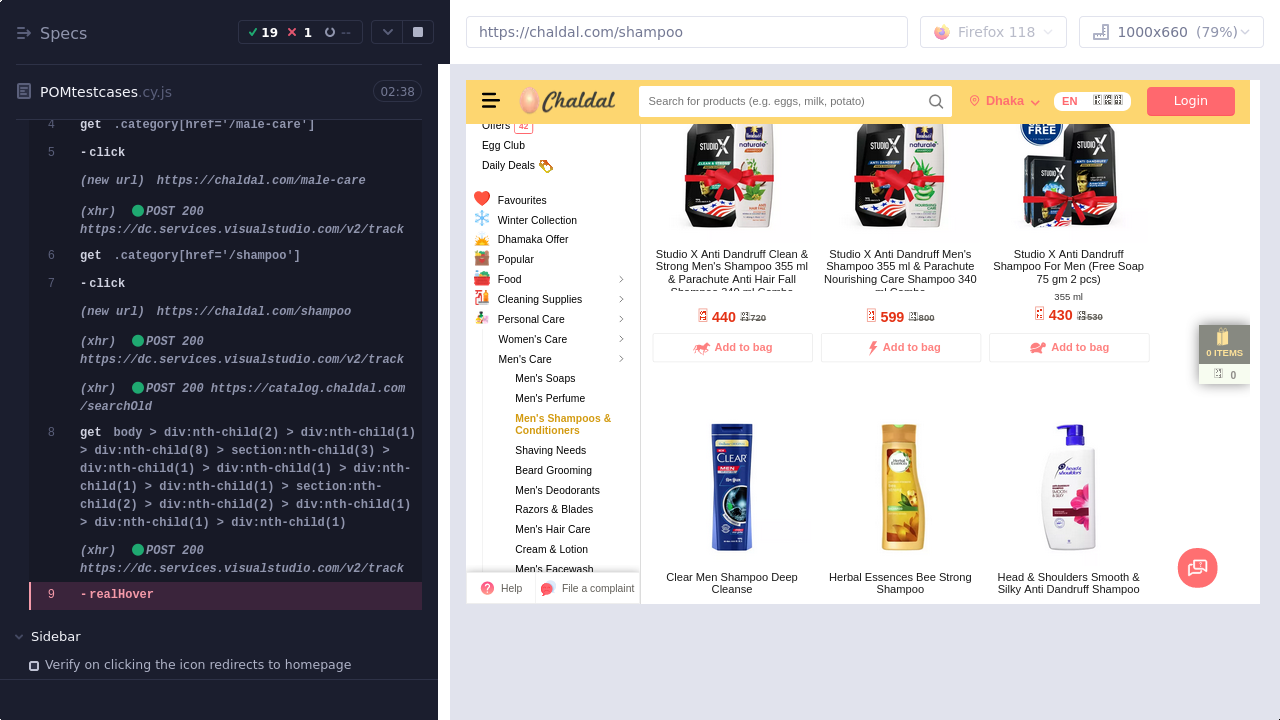 Specs
19
1
--
https://chaldal.com/shampoo
Firefox 118
1000x660 (79%)
POMtestcases.cy.js
02:38
4 get .category[href='/male-care']
5 -click
(new url) https://chaldal.com/male-care
(xhr) POST 200
https://dc.services.visualstudio.com/v2/track
6 get .category[href='/shampoo']
7 -click
(new url) https://chaldal.com/shampoo
(xhr) POST 200
https://dc.services.visualstudio.com/v2/track
(xhr) POST 200 https://catalog.chaldal.com
/searchOld
8 get body > div:nth-child(2) > div:nth-child(1)
> div:nth-child(8) > section:nth-child(3) >
div:nth-child(1) > div:nth-child(1) > div:nth-
child(1) > div:nth-child(1) > section:nth-
child(2) > div:nth-child(2) > div:nth-child(1)
> div:nth-child(1) > div:nth-child(1)
(xhr) POST 200
https://dc.services.visualstudio.com/v2/track
9 -realHover
Sidebar
Verify on clicking the icon redirects to homepage
Chaldal
Search for products (e.g. eggs, milk, potato)
Dhaka
EN
Login
Offers 42
Egg Club
Daily Deals
Favourites
Winter Collection
Dhamaka Offer
Popular
Food
Cleaning Supplies
Personal Care
Women's Care
Men's Care
Men's Soaps
Men's Perfume
Men's Shampoos &
Conditioners
Shaving Needs
Beard Grooming
Men's Deodorants
Razors & Blades
Men's Hair Care
Cream & Lotion
Men's Facewash
Help
File a complaint
STUDIO X
naturale
STUDIO X
naturale
FREE
STUDIO X
Studio X Anti Dandruff Clean &
Strong Men's Shampoo 355 ml
& Parachute Anti Hair Fall
Shampoo 340 ml Combo
440 720
Add to bag
Studio X Anti Dandruff Men's
Shampoo 355 ml & Parachute
Nourishing Care Shampoo 340
ml Combo
599 800
Add to bag
Studio X Anti Dandruff
Shampoo For Men (Free Soap
75 gm 2 pcs)
355 ml
430 530
Add to bag
0 ITEMS
0
CLEAR
MEN
Herbal Essences
head & shoulders
SMOOTH
& SILKY
Clear Men Shampoo Deep
Cleanse
Herbal Essences Bee Strong
Shampoo
Head & Shoulders Smooth &
Silky Anti Dandruff Shampoo